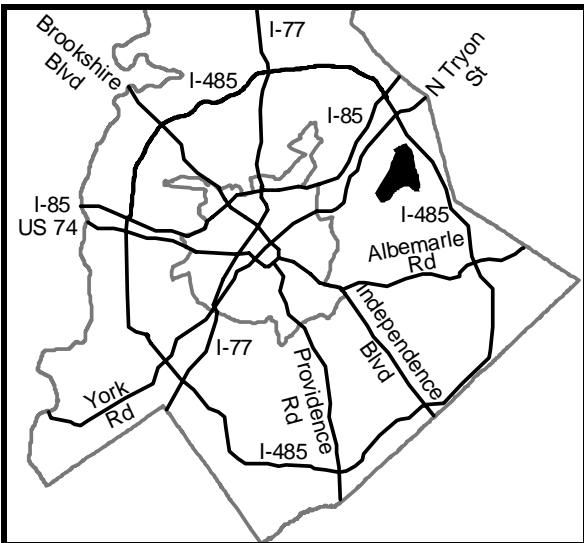 I-77
Brookshire
Blvd
I-485
N Tryon
St
I-85
I-85
US 74
I-485
Albemarle
Rd
Independence
Blvd
I-77
Providence
Rd
York
Rd
I-485